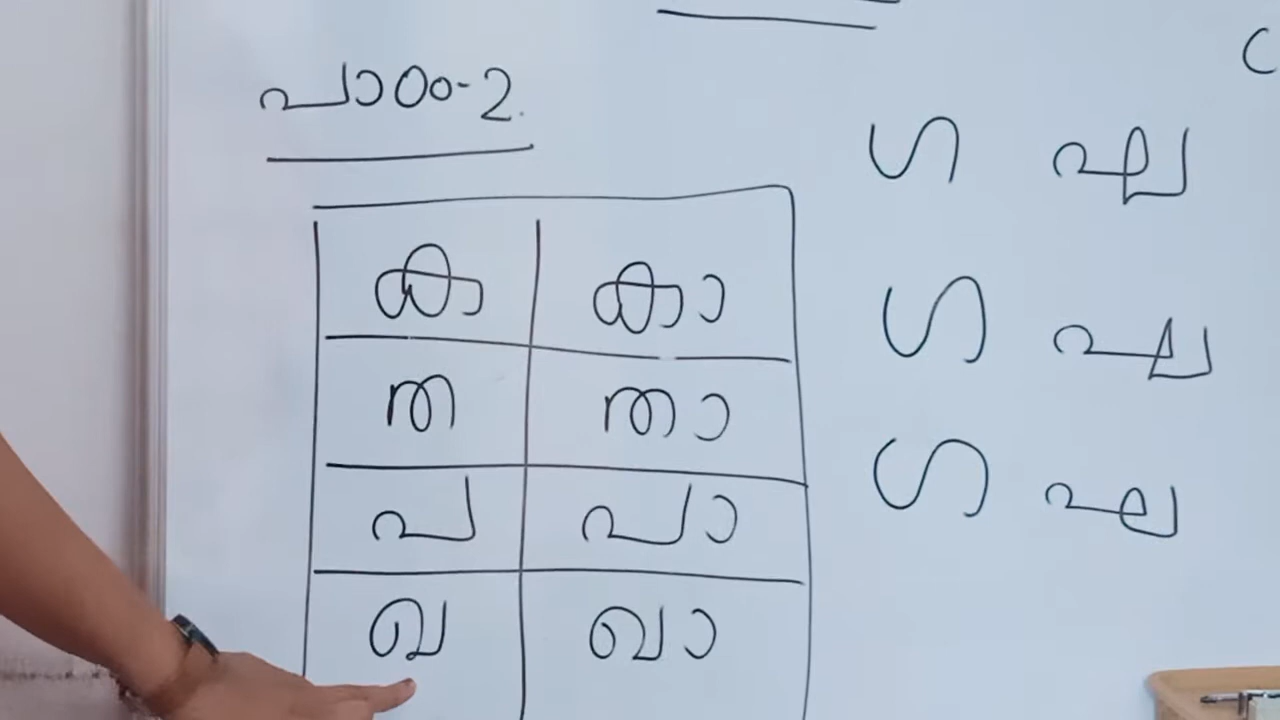 പാഠം-2.
ക കാ
ത താ
പ പാ
ഖ ഖാ
ഗ ഘ
ഗ ഘ
ഗ ഘ